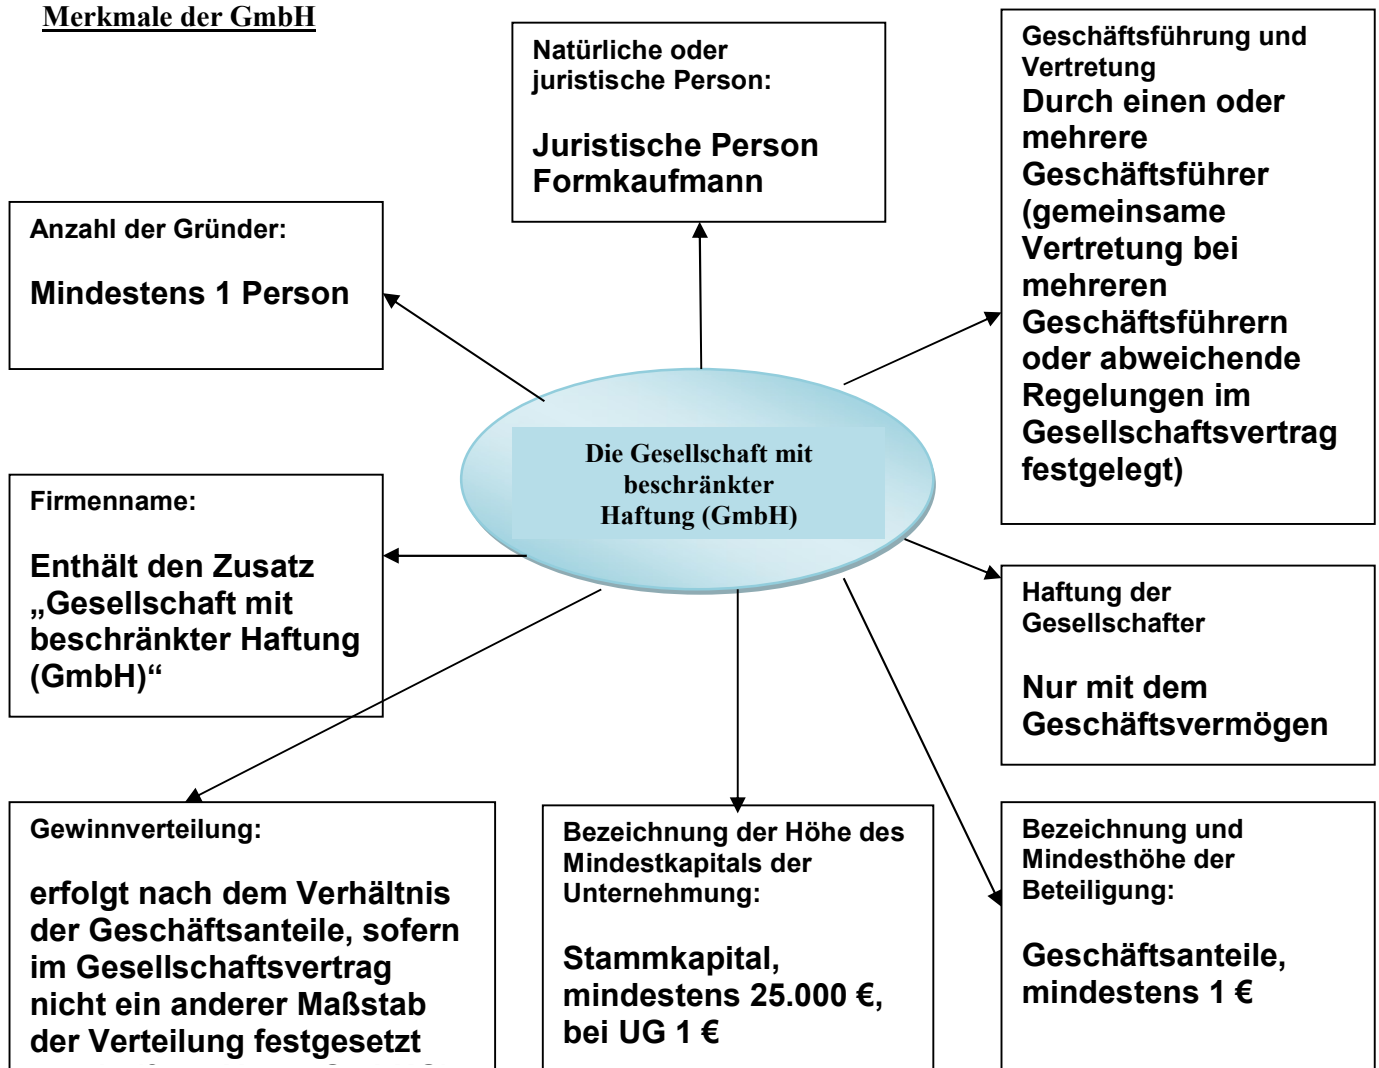 Merkmale der GmbH
Natürliche oder
juristische Person:
Juristische Person
Formkaufmann
Geschäftsführung und
Vertretung
Durch einen oder
mehrere
Geschäftsführer
(gemeinsame
Vertretung bei
mehreren
Geschäftsführern
oder abweichende
Regelungen im
Gesellschaftsvertrag
festgelegt)
Anzahl der Gründer:
Mindestens 1 Person
Die Gesellschaft mit
beschränkter
Haftung (GmbH)
Firmenname:
Enthält den Zusatz
„Gesellschaft mit
beschränkter Haftung
(GmbH)“
Haftung der
Gesellschafter
Nur mit dem
Geschäftsvermögen
Gewinnverteilung:
erfolgt nach dem Verhältnis
der Geschäftsanteile, sofern
im Gesellschaftsvertrag
nicht ein anderer Maßstab
der Verteilung festgesetzt
Bezeichnung der Höhe des
Mindestkapitals der
Unternehmung:
Stammkapital,
mindestens 25.000 €,
bei UG 1 €
Bezeichnung und
Mindesthöhe der
Beteiligung:
Geschäftsanteile,
mindestens 1 €